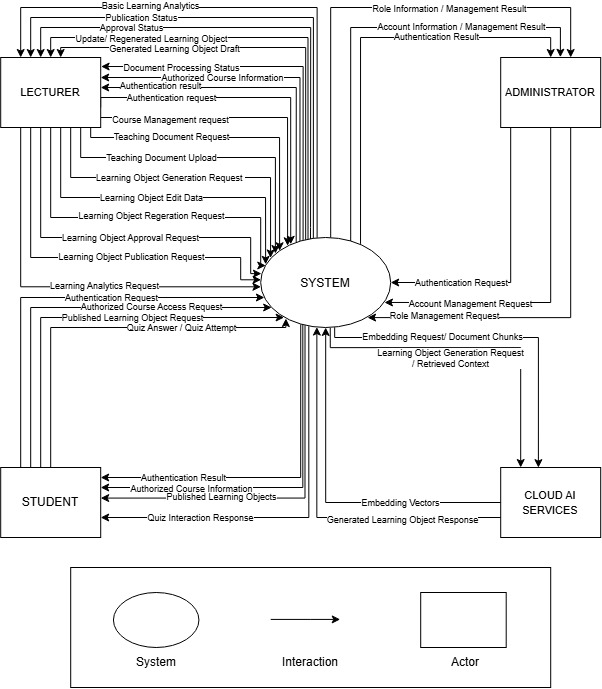 Basic Learning Analytics
Role Information / Management Result
Publication Status
Approval Status
Account Information / Management Result
Update/ Regenerated Learning Object
Authentication Result
Generated Learning Object Draft
Document Processing Status
Authorized Course Information
Authentication result
LECTURER
ADMINISTRATOR
Authentication request
Course Management request
Teaching Document Request
Teaching Document Upload
Learning Object Generation Request
Learning Object Edit Data
Learning Object Regeration Request
Learning Object Approval Request
Learning Object Publication Request
SYSTEM
Authentication Request
Learning Analytics Request
Authentication Request
Account Management Request
Authorized Course Access Request
Published Learning Object Request
Role Management Request
Quiz Answer / Quiz Attempt
Embedding Request/ Document Chunks
Learning Object Generation Request
/ Retrieved Context
Authentication Result
Authorized Course Information
Published Learning Objects
STUDENT
CLOUD AI
SERVICES
Embedding Vectors
Quiz Interaction Response
Generated Learning Object Response
System
Interaction
Actor